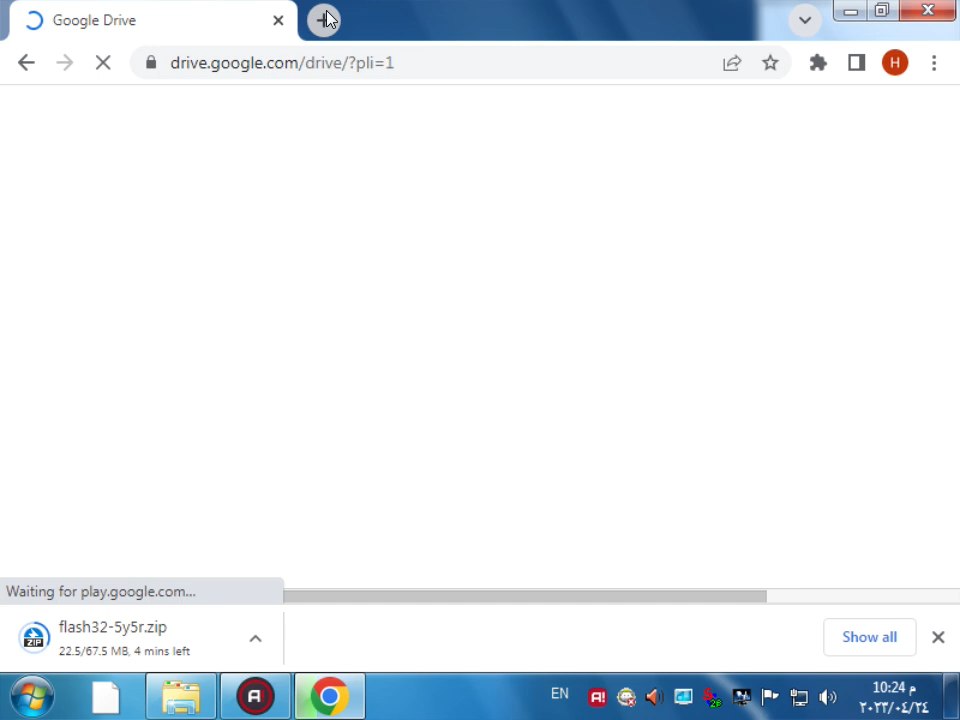 Google Drive
drive.google.com/drive/?pli=1
H
Waiting for play.google.com...
flash32-5y5r.zip
ZIP
22.5/67.5 MB, 4 mins left
Show all
EN
10:24 م
٢٠٢٣/٠٤/٢٤